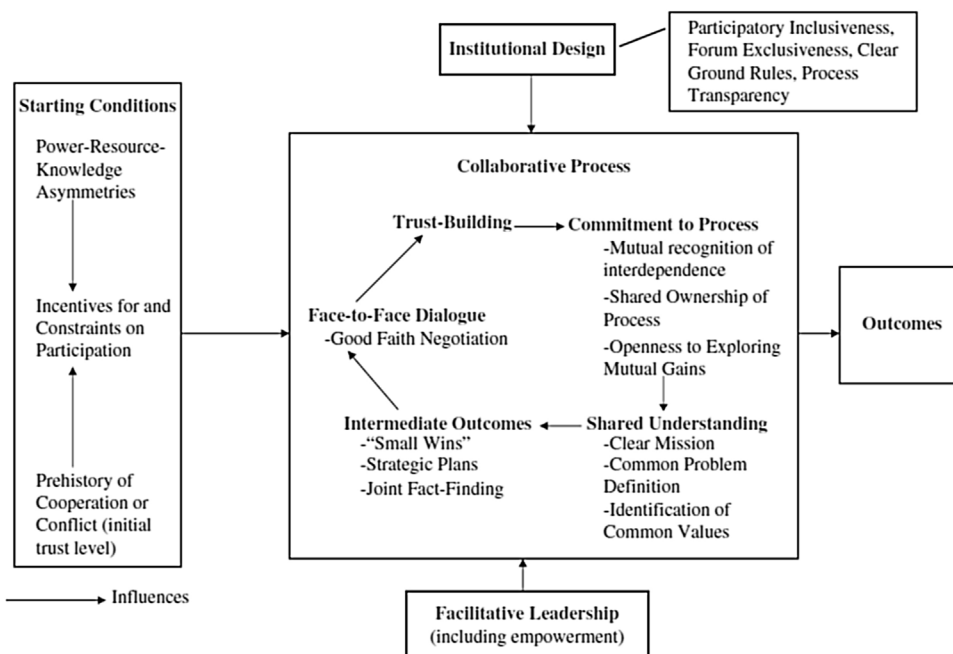 Institutional Design
Participatory Inclusiveness,
Forum Exclusiveness, Clear
Ground Rules, Process
Transparency
Starting Conditions
Power-Resource-
Knowledge
Asymmetries
Incentives for and
Constraints on
Participation
Prehistory of
Cooperation or
Conflict (initial
trust level)
Influences
Collaborative Process
Trust-Building
Commitment to Process
-Mutual recognition of
interdependence
-Shared Ownership of
Process
-Openness to Exploring
Mutual Gains
Face-to-Face Dialogue
-Good Faith Negotiation
Intermediate Outcomes
-“Small Wins”
-Strategic Plans
-Joint Fact-Finding
Shared Understanding
-Clear Mission
-Common Problem
Definition
-Identification of
Common Values
Outcomes
Facilitative Leadership
(including empowerment)